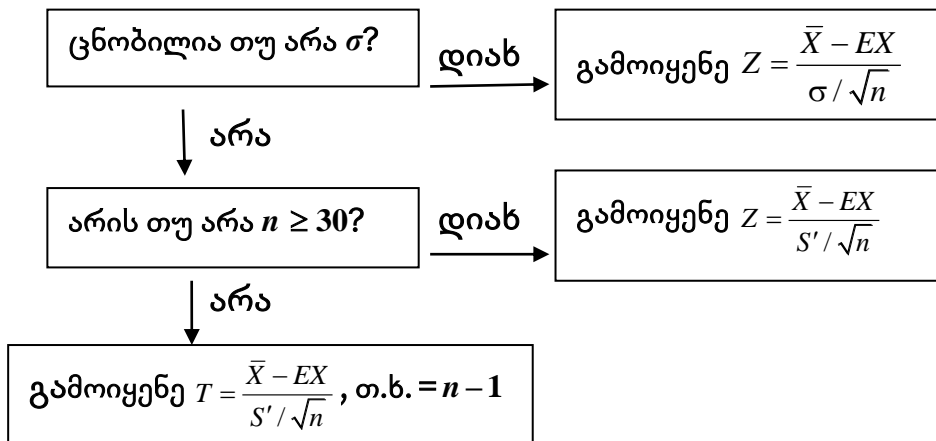 ცნობილია თუ არა σ?
დიახ
გამოიყენე Z = (X̄ − EX) / (σ / √n)
არა
არის თუ არა n ≥ 30?
დიახ
გამოიყენე Z = (X̄ − EX) / (S′ / √n)
არა
გამოიყენე T = (X̄ − EX) / (S′ / √n) , თ.ხ. = n – 1